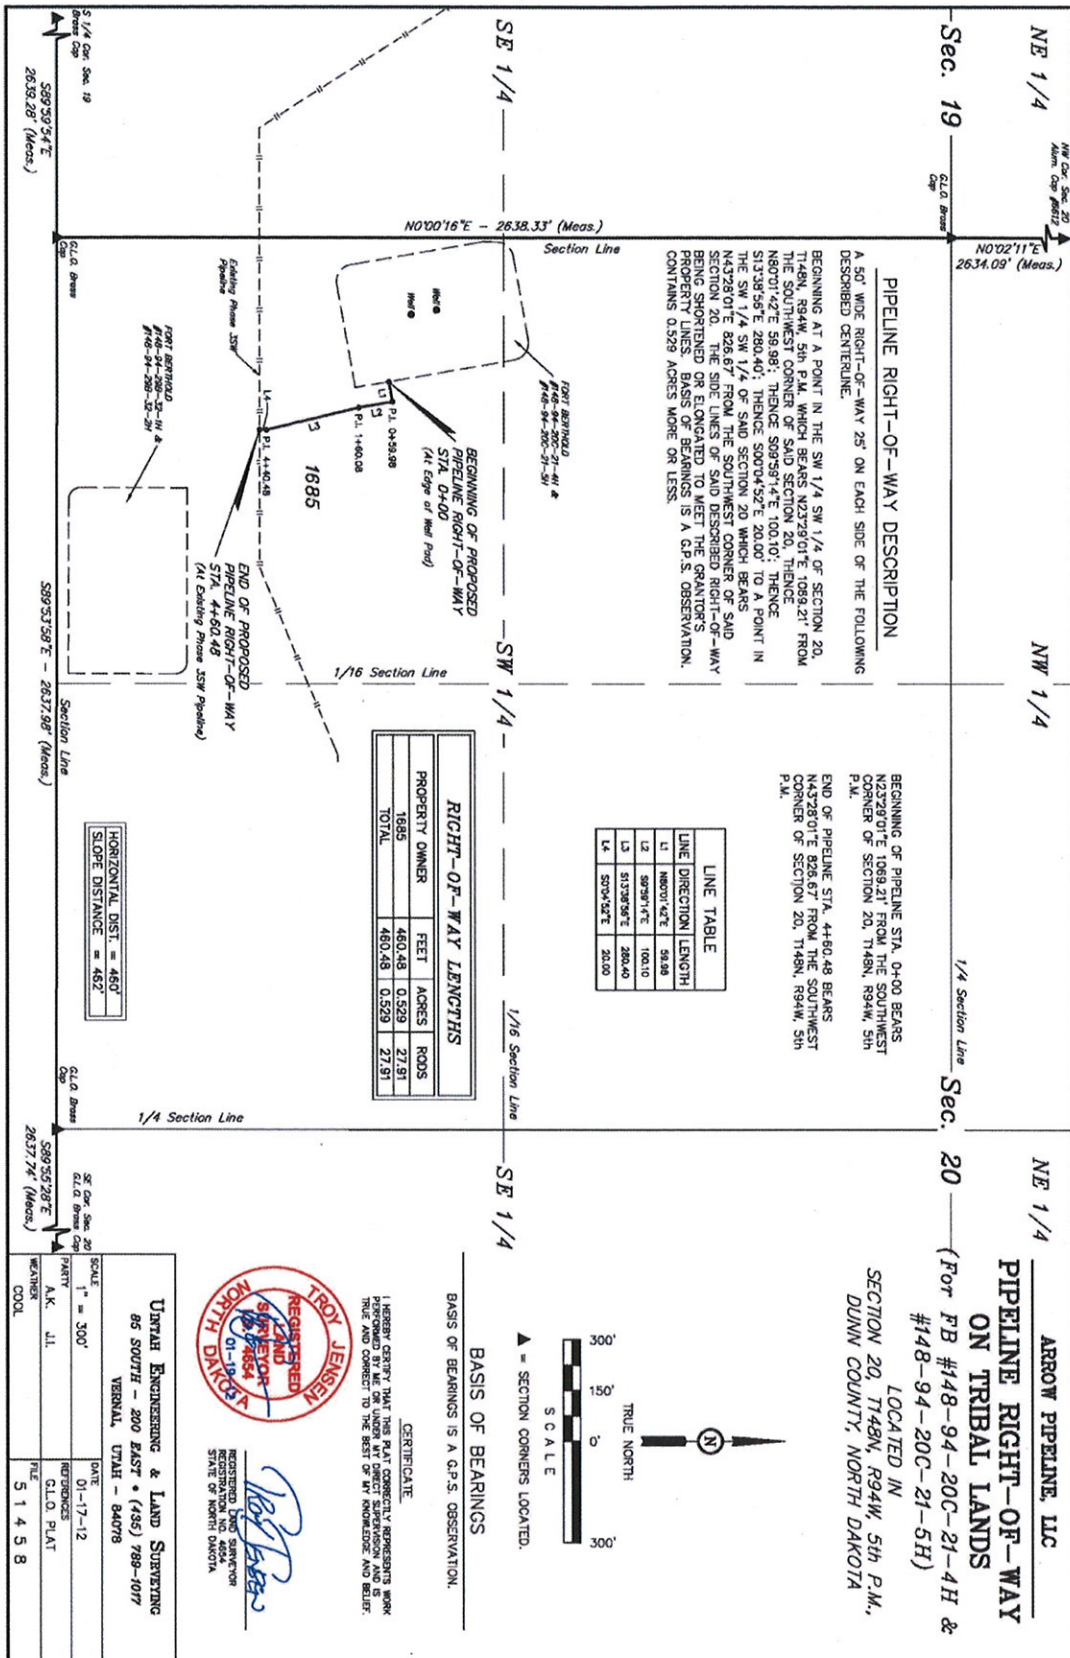 ARROW PIPELINE, LLC
PIPELINE RIGHT-OF-WAY
ON TRIBAL LANDS
(For FB #148-94-20C-21-4H &
#148-94-20C-21-5H)
LOCATED IN
SECTION 20, T148N, R94W, 5th P.M.,
DUNN COUNTY, NORTH DAKOTA
NE 1/4
NW 1/4
NE 1/4
NW Cor. Sec. 20
Alum. Cap
N0°02'11"E
2634.09' (Meas.)
Sec. 19
G.L.O. Brass
Cap
1/4 Section Line
Sec. 20
PIPELINE RIGHT-OF-WAY DESCRIPTION
A 50' WIDE RIGHT-OF-WAY 25' ON EACH SIDE OF THE FOLLOWING
DESCRIBED CENTERLINE.
BEGINNING AT A POINT IN THE SW 1/4 SW 1/4 OF SECTION 20,
T148N, R94W, 5th P.M. WHICH BEARS N23°29'01"E 1069.21' FROM
THE SOUTHWEST CORNER OF SAID SECTION 20, THENCE
N80°01'42"E 59.98'; THENCE S09°59'14"E 100.10'; THENCE
S13°38'56"E 280.40'; THENCE S00°04'52"E 20.00' TO A POINT IN
THE SW 1/4 SW 1/4 OF SAID SECTION 20 WHICH BEARS
N43°28'01"E 826.67' FROM THE SOUTHWEST CORNER OF SAID
SECTION 20. THE SIDE LINES OF SAID DESCRIBED RIGHT-OF-WAY
BEING SHORTENED OR ELONGATED TO MEET THE GRANTOR'S
PROPERTY LINES. BASIS OF BEARINGS IS A G.P.S. OBSERVATION.
CONTAINS 0.529 ACRES MORE OR LESS.
BEGINNING OF PIPELINE STA. 0+00 BEARS
N23°29'01"E 1069.21' FROM THE SOUTHWEST
CORNER OF SECTION 20, T148N, R94W, 5th
P.M.
END OF PIPELINE STA. 4+60.48 BEARS
N43°28'01"E 826.67' FROM THE SOUTHWEST
CORNER OF SECTION 20, T148N, R94W, 5th
P.M.
LINE TABLE
LINE DIRECTION LENGTH
L1 N80°01'42"E 59.98
L2 S9°59'14"E 100.10
L3 S13°38'56"E 280.40
L4 S0°04'52"E 20.00
TRUE NORTH
N
300' 150' 0' 300'
SCALE
▲ = SECTION CORNERS LOCATED.
SE 1/4
SW 1/4
1/16 Section Line
SE 1/4
N0°00'16"E - 2638.33' (Meas.)
Section Line
FORT BERTHOLD
#148-94-20C-21-4H &
#148-94-20C-21-5H
Well
Well
BEGINNING OF PROPOSED
PIPELINE RIGHT-OF-WAY
STA. 0+00
(At Edge of Well Pad)
L1
P.I. 0+59.98
P.I. 1+60.08
L3
L4
P.I. 4+40.48
1685
Existing Phase 3SW
Pipeline
END OF PROPOSED
PIPELINE RIGHT-OF-WAY
STA. 4+60.48
(At Existing Phase 3SW Pipeline)
FORT BERTHOLD
#148-94-29B-32-1H &
#148-94-29B-32-2H
1/16 Section Line
RIGHT-OF-WAY LENGTHS
PROPERTY OWNER FEET ACRES RODS
1685 460.48 0.529 27.91
TOTAL 460.48 0.529 27.91
HORIZONTAL DIST. = 460'
SLOPE DISTANCE = 462'
1/4 Section Line
BASIS OF BEARINGS
BASIS OF BEARINGS IS A G.P.S. OBSERVATION.
CERTIFICATE
I HEREBY CERTIFY THAT THIS PLAT CORRECTLY REPRESENTS WORK
PERFORMED BY ME OR UNDER MY DIRECT SUPERVISION AND IS
TRUE AND CORRECT TO THE BEST OF MY KNOWLEDGE AND BELIEF.
TROY JENSEN
REGISTERED
LAND
SURVEYOR
4654
01-19-12
NORTH DAKOTA
Troy Jensen
REGISTERED LAND SURVEYOR
REGISTRATION NO. 4654
STATE OF NORTH DAKOTA
S 1/4 Cor. Sec. 19
Brass Cap
S89°59'54"E
2639.28' (Meas.)
G.L.O. Brass
Cap
S89°53'58"E - 2637.98' (Meas.)
Section Line
G.L.O. Brass
Cap
S89°55'28"E
2637.74' (Meas.)
SE Cor. Sec. 20
G.L.O. Brass Cap
UINTAH ENGINEERING & LAND SURVEYING
85 SOUTH - 200 EAST • (435) 789-1017
VERNAL, UTAH - 84078
SCALE 1" = 300'
DATE 01-17-12
PARTY A.K. J.I.
REFERENCES G.L.O. PLAT
WEATHER COOL
FILE 51458